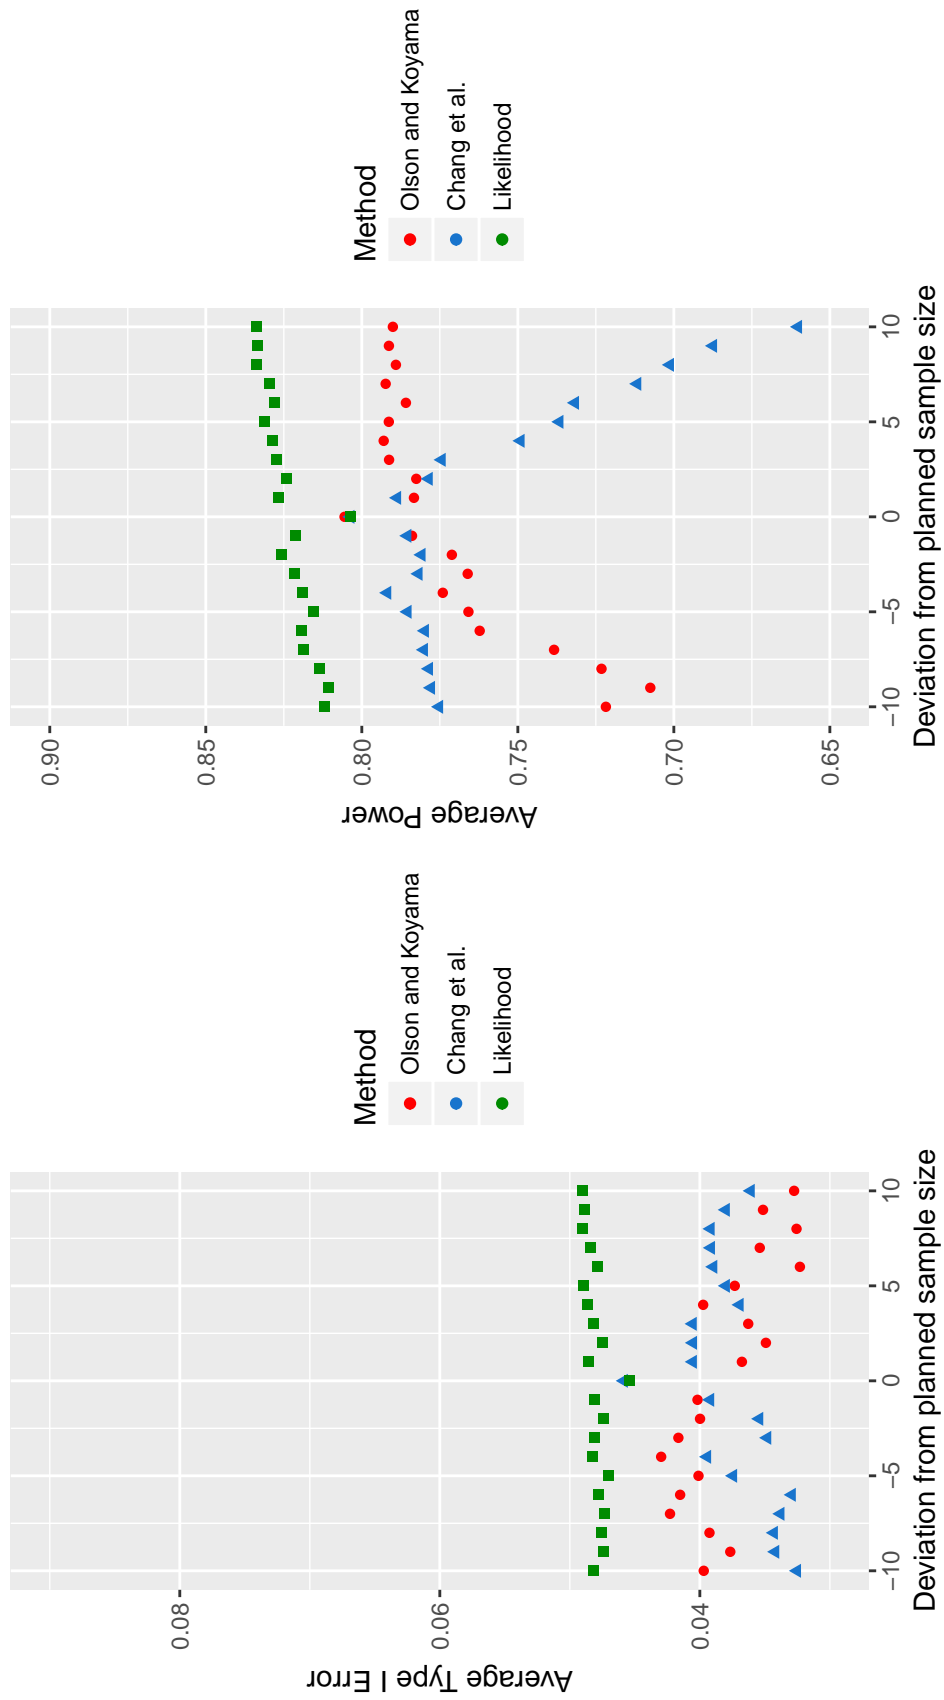 Average Type I Error
0.08
0.06
0.04
−10
−5
0
5
10
Deviation from planned sample size
Method
Olson and Koyama
Chang et al.
Likelihood
Average Power
0.90
0.85
0.80
0.75
0.70
0.65
−10
−5
0
5
10
Deviation from planned sample size
Method
Olson and Koyama
Chang et al.
Likelihood